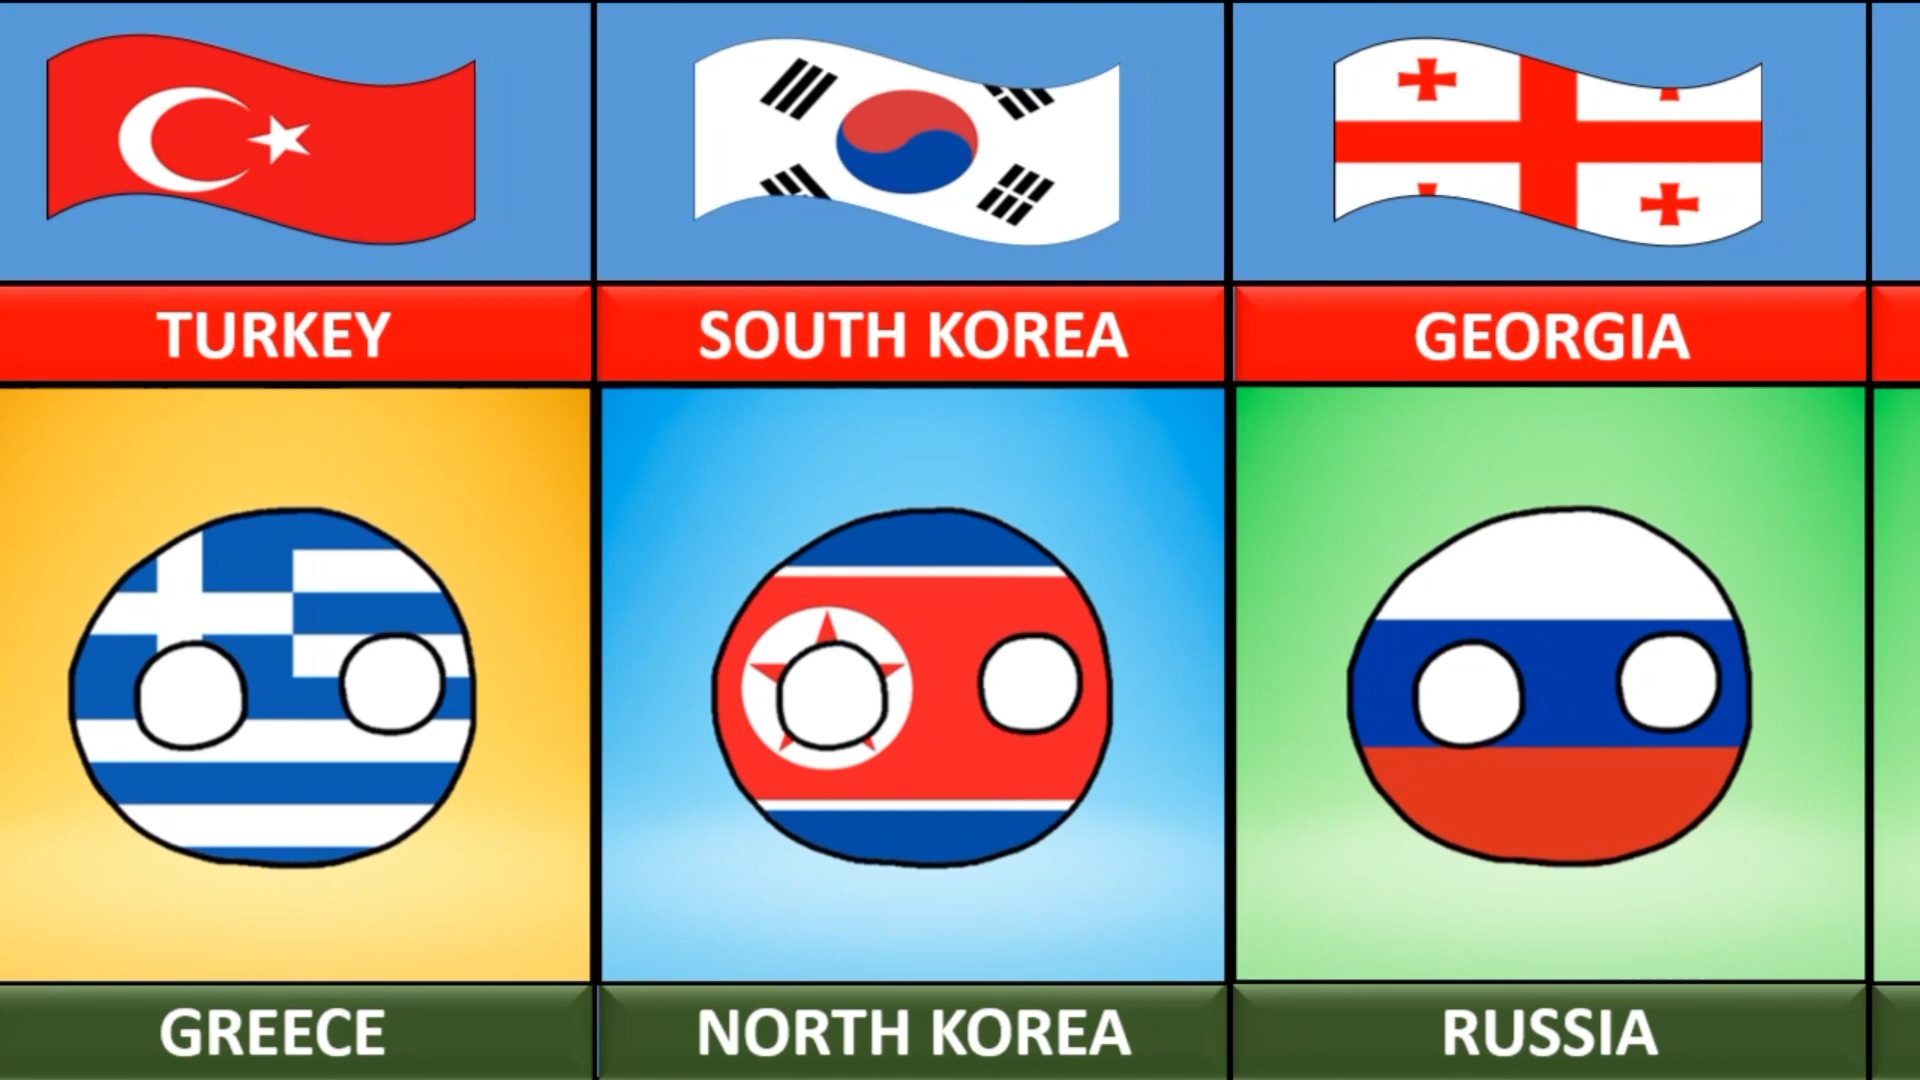 TURKEY
SOUTH KOREA
GEORGIA
GREECE
NORTH KOREA
RUSSIA